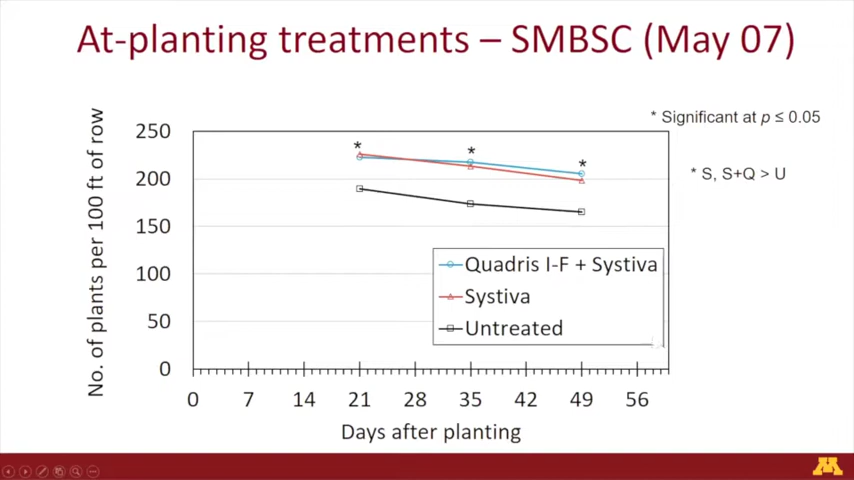 At-planting treatments – SMBSC (May 07)
* Significant at p ≤ 0.05
* S, S+Q > U
No. of plants per 100 ft of row
250
200
150
100
50
0
* * *
Quadris I-F + Systiva
Systiva
Untreated
0 7 14 21 28 35 42 49 56
Days after planting
M